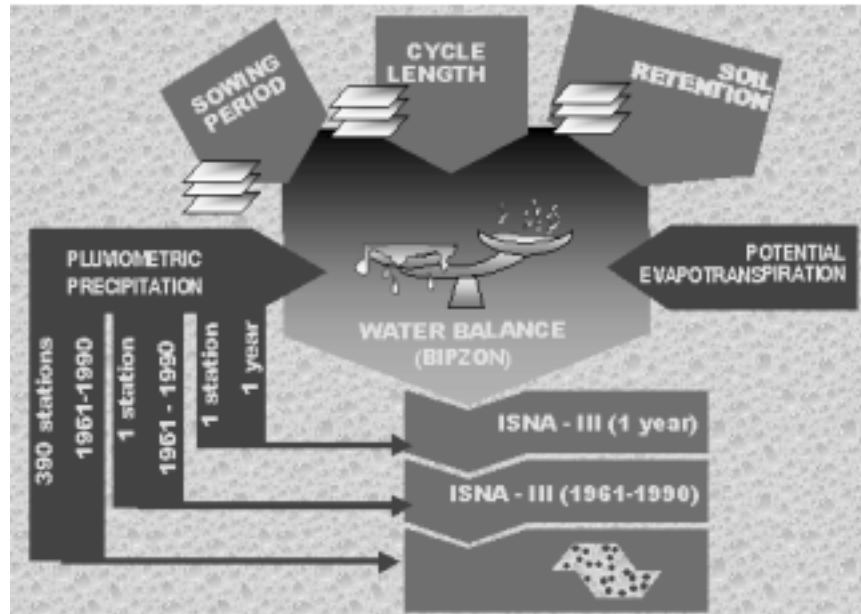 SOWING
PERIOD
CYCLE
LENGTH
SOIL
RETENTION
PLUVIOMETRIC
PRECIPITATION
POTENTIAL
EVAPOTRANSPIRATION
WATER BALANCE
(BIPZON)
390 stations
1961-1990
1 station
1961 - 1990
1 station
1 year
ISNA - III (1 year)
ISNA - III (1961-1990)